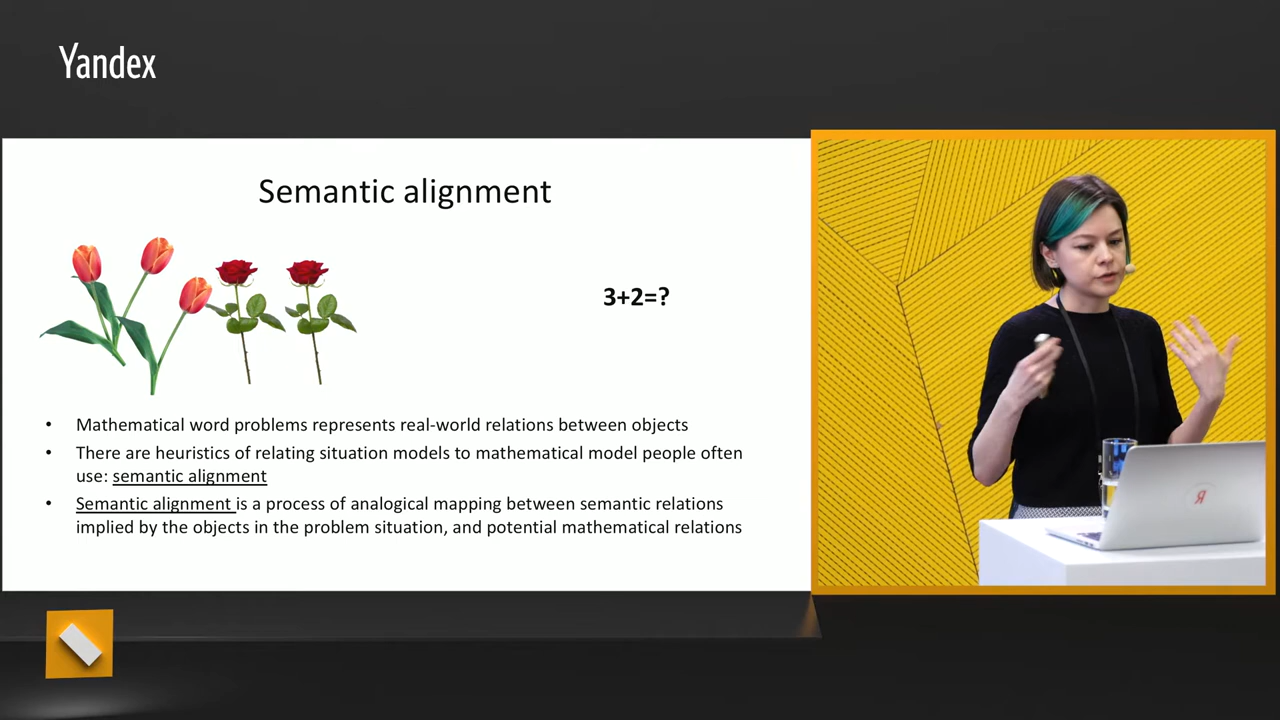 Yandex
Semantic alignment
3+2=?
• Mathematical word problems represents real-world relations between objects
• There are heuristics of relating situation models to mathematical model people often
use: semantic alignment
• Semantic alignment is a process of analogical mapping between semantic relations
implied by the objects in the problem situation, and potential mathematical relations
Я